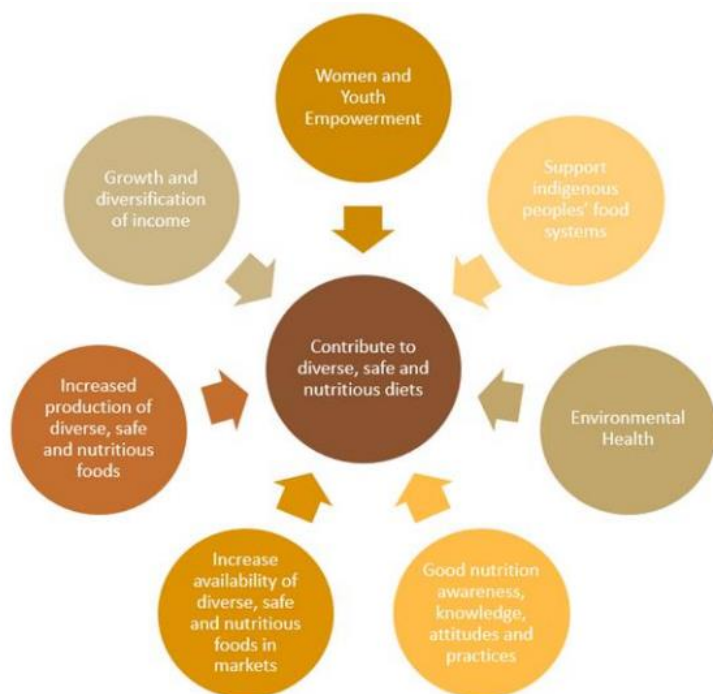 Women and
Youth
Empowerment
Growth and
diversification
of income
Support
indigenous
peoples' food
systems
Contribute to
diverse, safe and
nutritious diets
Increased
production of
diverse, safe
and nutritious
foods
Environmental
Health
Increase
availability of
diverse, safe
and nutritious
foods in
markets
Good nutrition
awareness,
knowledge,
attitudes and
practices